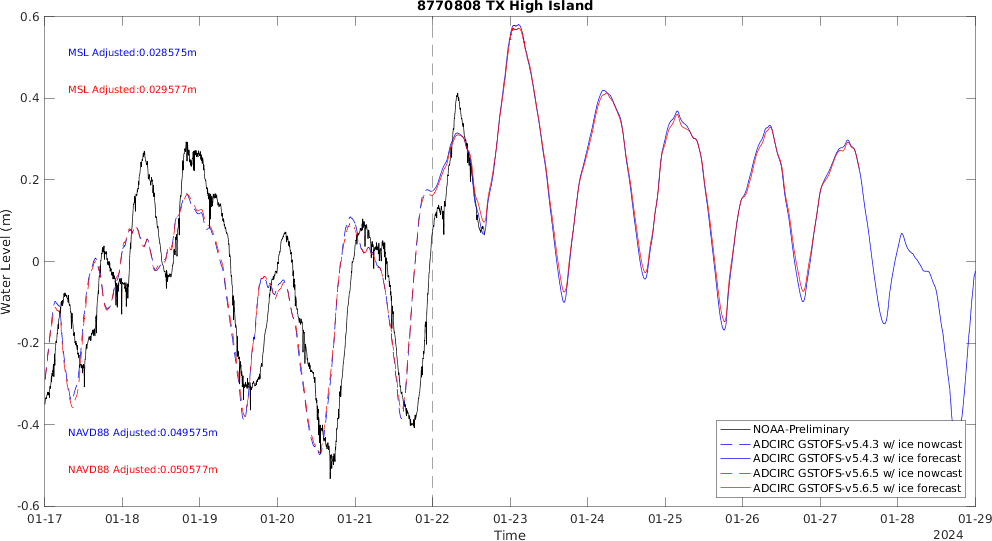 8770808 TX High Island
0.6
MSL Adjusted:0.028575m
MSL Adjusted:0.029577m
0.4
0.2
0
-0.2
-0.4
-0.6
Water Level (m)
NAVD88 Adjusted:0.049575m
NAVD88 Adjusted:0.050577m
NOAA-Preliminary
ADCIRC GSTOFS-v5.4.3 w/ ice nowcast
ADCIRC GSTOFS-v5.4.3 w/ ice forecast
ADCIRC GSTOFS-v5.6.5 w/ ice nowcast
ADCIRC GSTOFS-v5.6.5 w/ ice forecast
01-17 01-18 01-19 01-20 01-21 01-22 01-23 01-24 01-25 01-26 01-27 01-28 01-29
Time
2024